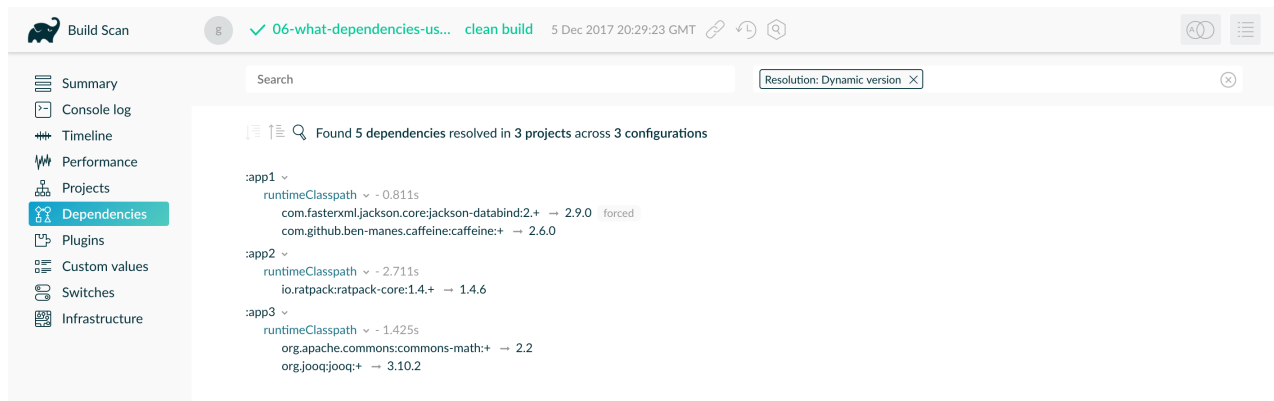 Build Scan
g
06-what-dependencies-us... clean build 5 Dec 2017 20:29:23 GMT
A
Summary
Console log
Timeline
Performance
Projects
Dependencies
Plugins
Custom values
Switches
Infrastructure
Search
Resolution: Dynamic version
Found 5 dependencies resolved in 3 projects across 3 configurations
:app1
runtimeClasspath - 0.811s
com.fasterxml.jackson.core:jackson-databind:2.+ → 2.9.0 forced
com.github.ben-manes.caffeine:caffeine:+ → 2.6.0
:app2
runtimeClasspath - 2.711s
io.ratpack:ratpack-core:1.4.+ → 1.4.6
:app3
runtimeClasspath - 1.425s
org.apache.commons:commons-math:+ → 2.2
org.jooq:jooq:+ → 3.10.2